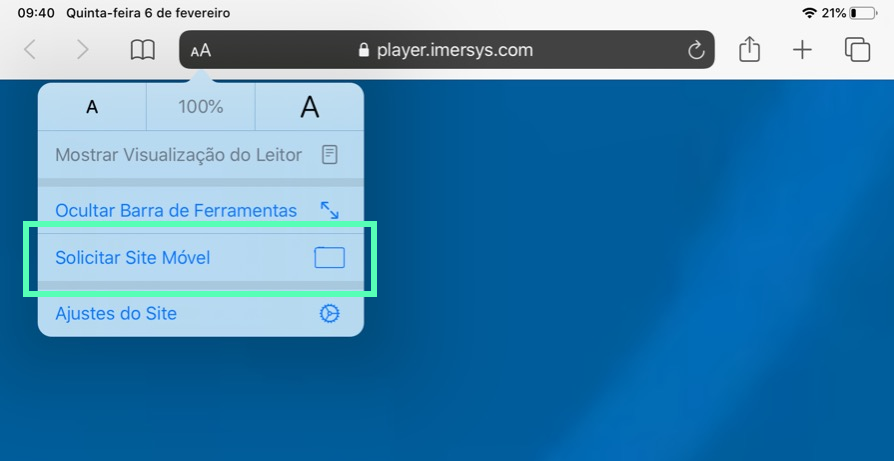 09:40 Quinta-feira 6 de fevereiro 21%
AA player.imersys.com
A 100% A
Mostrar Visualização do Leitor
Ocultar Barra de Ferramentas
Solicitar Site Móvel
Ajustes do Site